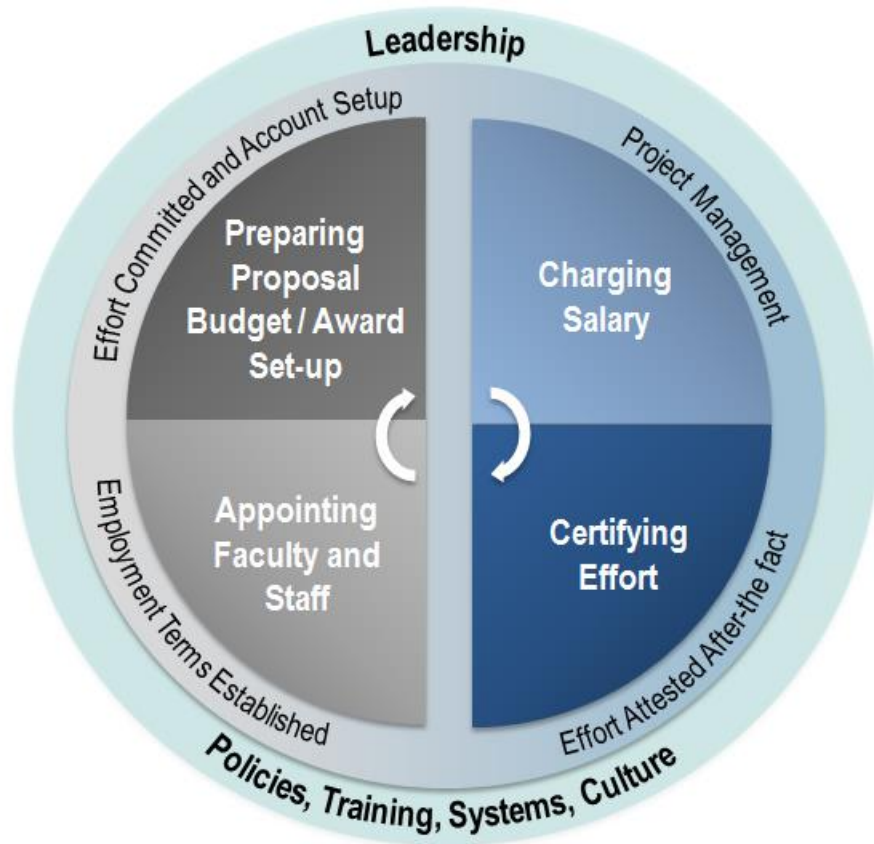 Leadership
Effort Committed and Account Setup
Project Management
Preparing
Proposal
Budget / Award
Set-up
Charging
Salary
Appointing
Faculty and
Staff
Certifying
Effort
Employment Terms Established
Effort Attested After-the fact
Policies, Training, Systems, Culture